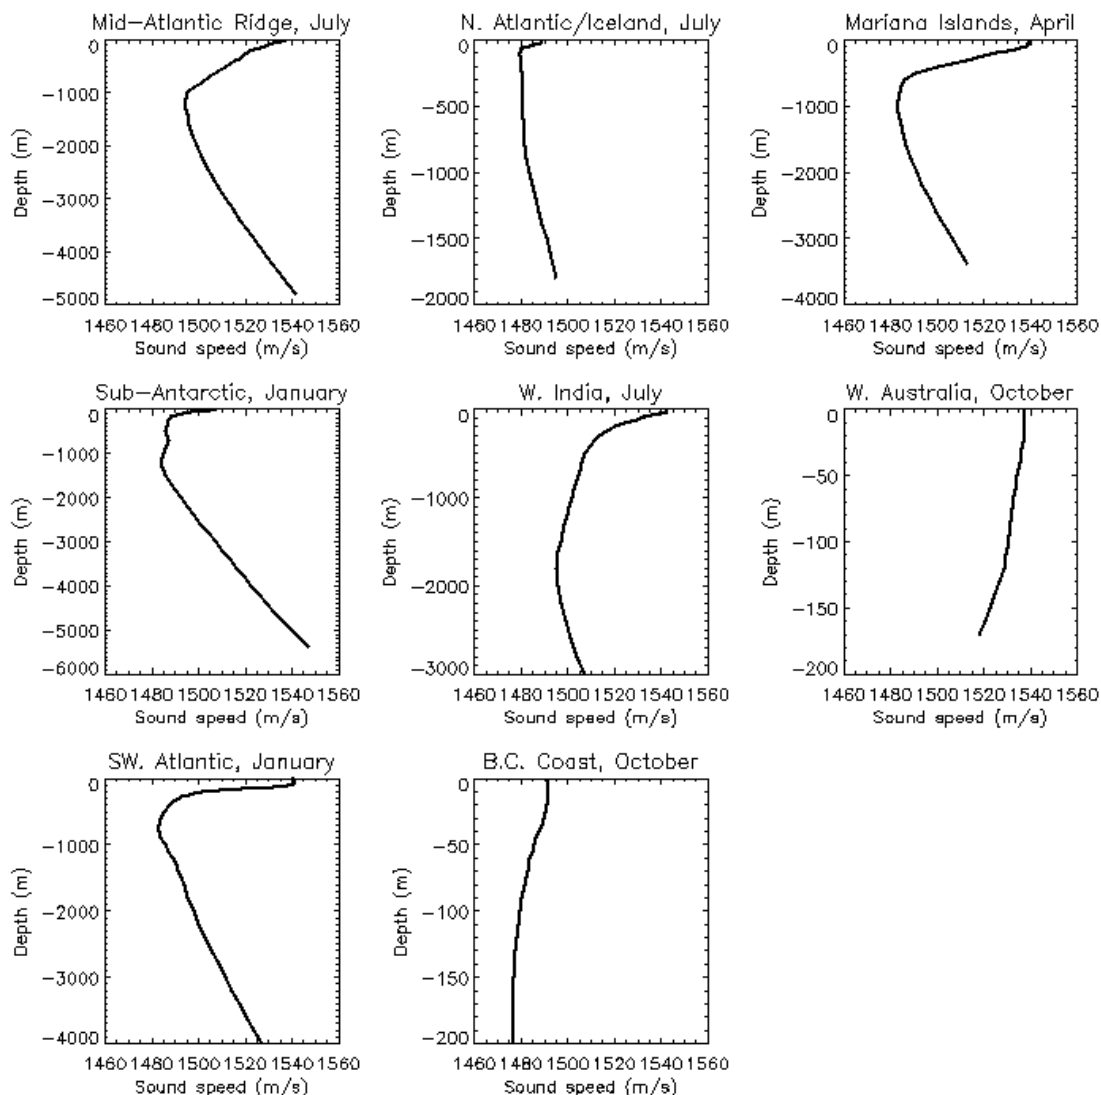 Mid-Atlantic Ridge, July
N. Atlantic/Iceland, July
Mariana Islands, April
0
-1000
-2000
-3000
-4000
-5000
Depth (m)
1460 1480 1500 1520 1540 1560
Sound speed (m/s)
0
-500
-1000
-1500
-2000
Depth (m)
1460 1480 1500 1520 1540 1560
Sound speed (m/s)
0
-1000
-2000
-3000
-4000
Depth (m)
1460 1480 1500 1520 1540 1560
Sound speed (m/s)
Sub-Antarctic, January
W. India, July
W. Australia, October
0
-1000
-2000
-3000
-4000
-5000
-6000
Depth (m)
1460 1480 1500 1520 1540 1560
Sound speed (m/s)
0
-1000
-2000
-3000
Depth (m)
1460 1480 1500 1520 1540 1560
Sound speed (m/s)
0
-50
-100
-150
-200
Depth (m)
1460 1480 1500 1520 1540 1560
Sound speed (m/s)
SW. Atlantic, January
B.C. Coast, October
0
-1000
-2000
-3000
-4000
Depth (m)
1460 1480 1500 1520 1540 1560
Sound speed (m/s)
0
-50
-100
-150
-200
Depth (m)
1460 1480 1500 1520 1540 1560
Sound speed (m/s)